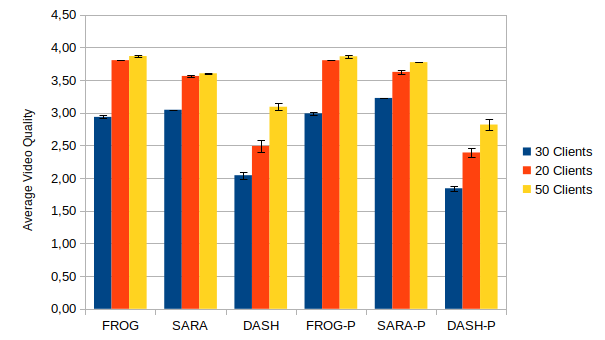 4,50
4,00
3,50
3,00
2,50
2,00
1,50
1,00
0,50
0,00
Average Video Quality
FROG SARA DASH FROG-P SARA-P DASH-P
30 Clients
20 Clients
50 Clients